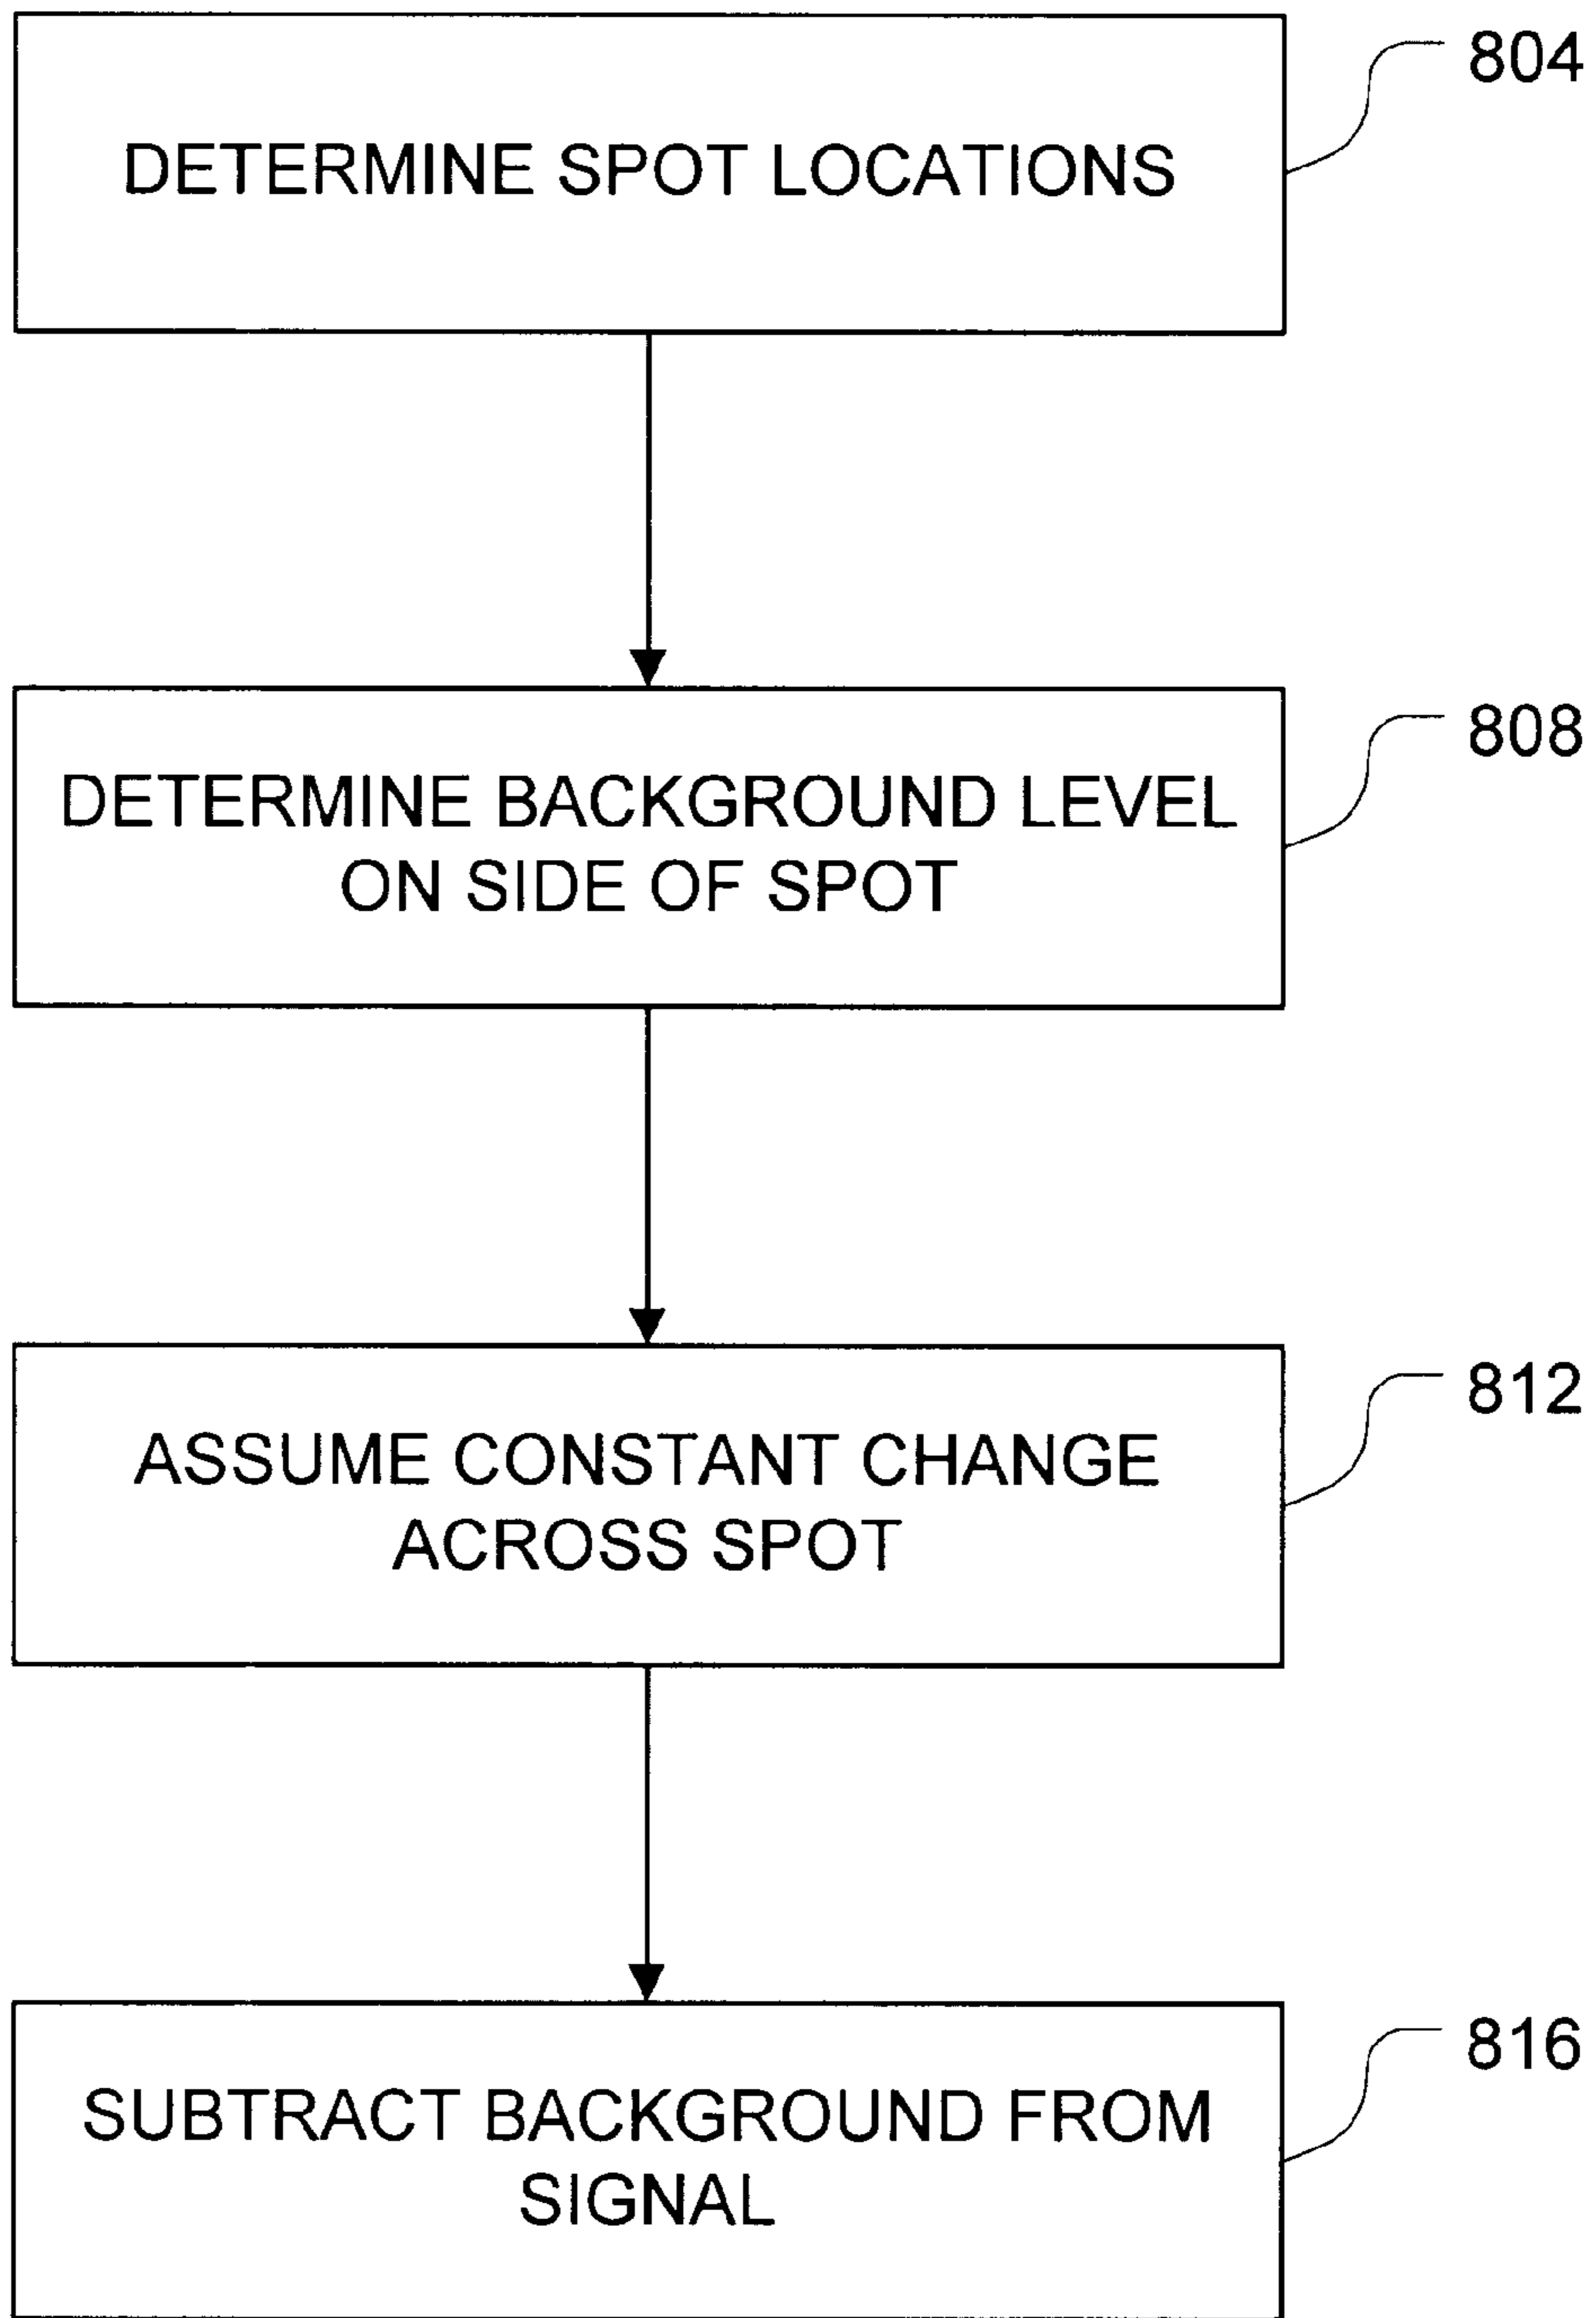 804
DETERMINE SPOT LOCATIONS
808
DETERMINE BACKGROUND LEVEL
ON SIDE OF SPOT
812
ASSUME CONSTANT CHANGE
ACROSS SPOT
816
SUBTRACT BACKGROUND FROM
SIGNAL